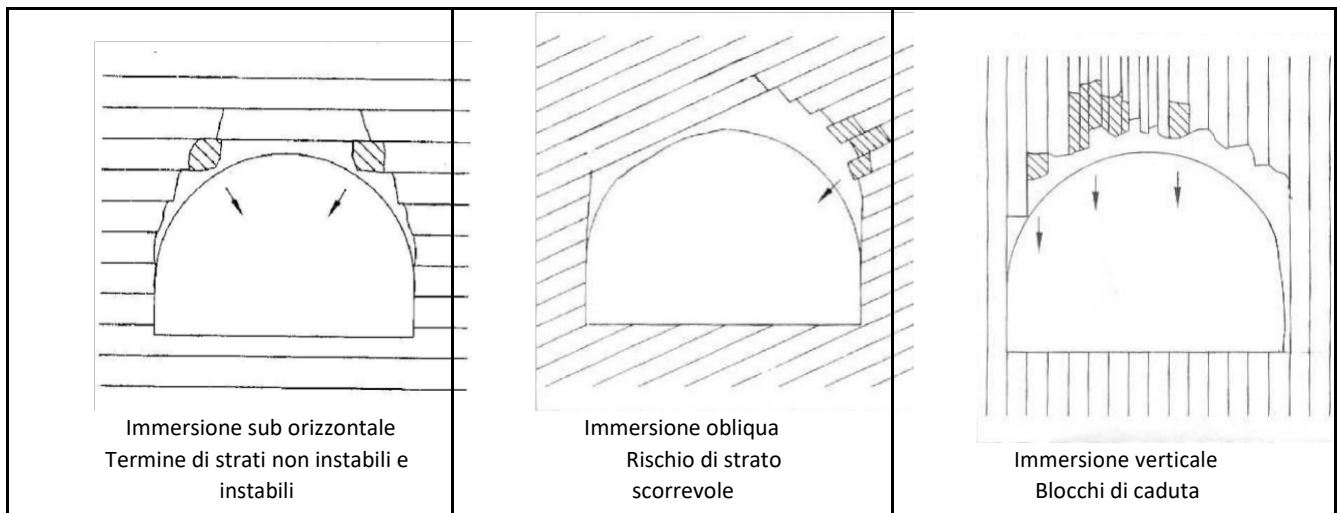 Immersione sub orizzontale
Termine di strati non instabili e
instabili
Immersione obliqua
Rischio di strato
scorrevole
Immersione verticale
Blocchi di caduta